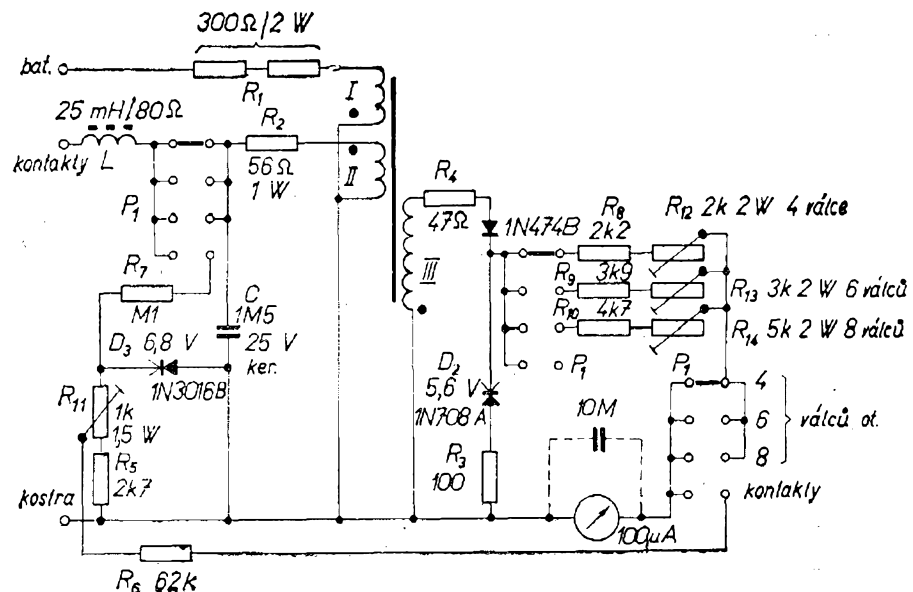 300Ω/2 W
bat.
R1
I
25 mH/80Ω
R2
kontakty L
56Ω
1 W
II
P1
R4
47Ω
1N474B
R8
2k2
R12 2k 2W 4 válce
III
R9
3k9
R13 3k 2 W 6 válců
R10
4k7
R14 5k 2W 8 válců
R7
M1
C
1M5
25 V
ker.
D3 6,8 V
1N3016B
D2
5,6 V
1N708A
P1
P1
4
6
8
válců ot.
kontakty
R11
1k
1,5 W
R5
2k7
R3
100
10M
kostra
100μA
R6 62k